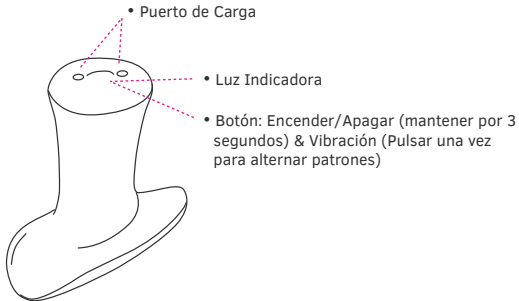 • Puerto de Carga
• Luz Indicadora
• Botón: Encender/Apagar (mantener por 3
segundos) & Vibración (Pulsar una vez
para alternar patrones)